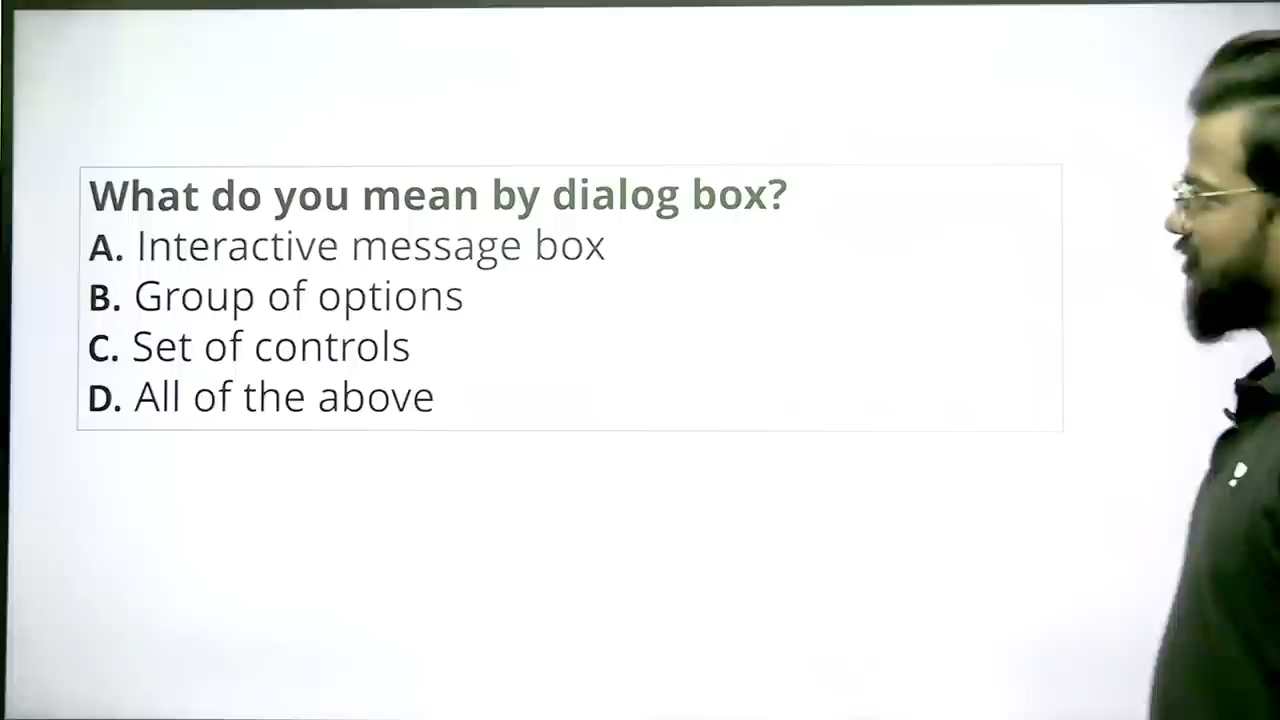 What do you mean by dialog box?
A. Interactive message box
B. Group of options
C. Set of controls
D. All of the above